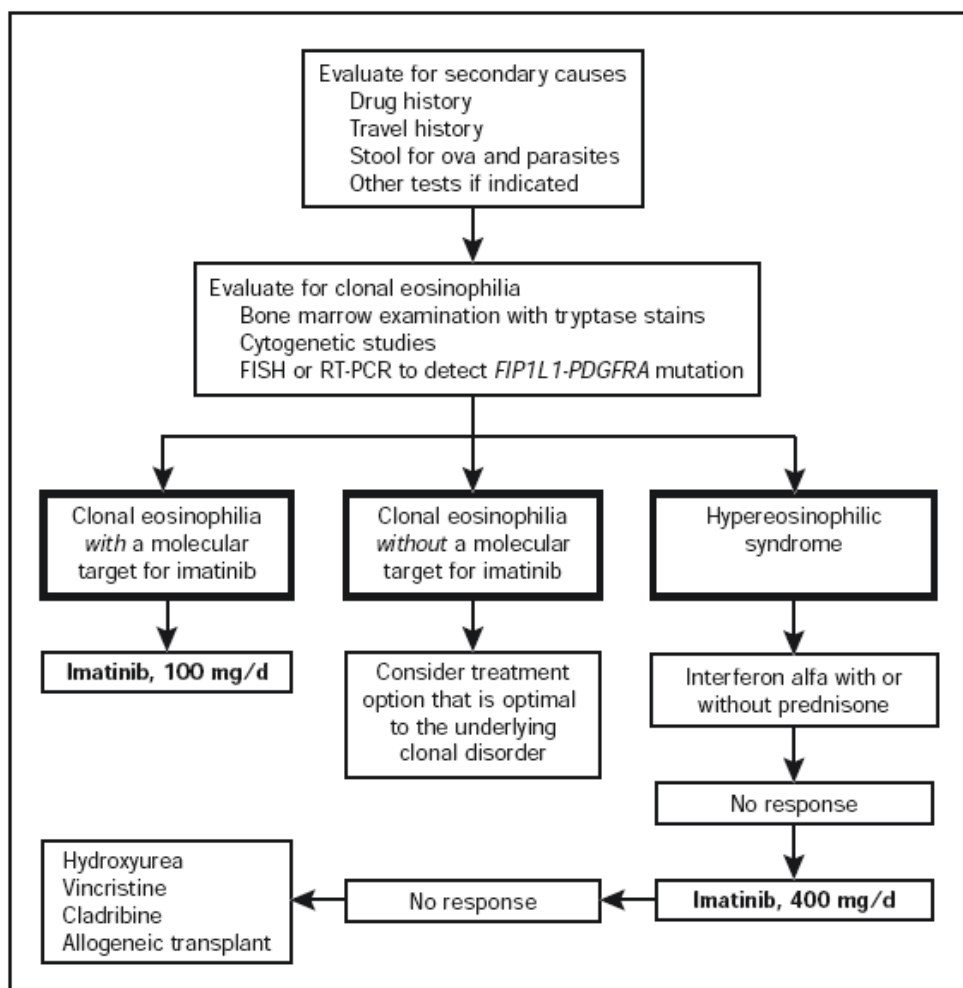 Evaluate for secondary causes
Drug history
Travel history
Stool for ova and parasites
Other tests if indicated
Evaluate for clonal eosinophilia
Bone marrow examination with tryptase stains
Cytogenetic studies
FISH or RT-PCR to detect FIP1L1-PDGFRA mutation
Clonal eosinophilia
with a molecular
target for imatinib
Clonal eosinophilia
without a molecular
target for imatinib
Hypereosinophilic
syndrome
Imatinib, 100 mg/d
Consider treatment
option that is optimal
to the underlying
clonal disorder
Interferon alfa with or
without prednisone
No response
Imatinib, 400 mg/d
No response
Hydroxyurea
Vincristine
Cladribine
Allogeneic transplant